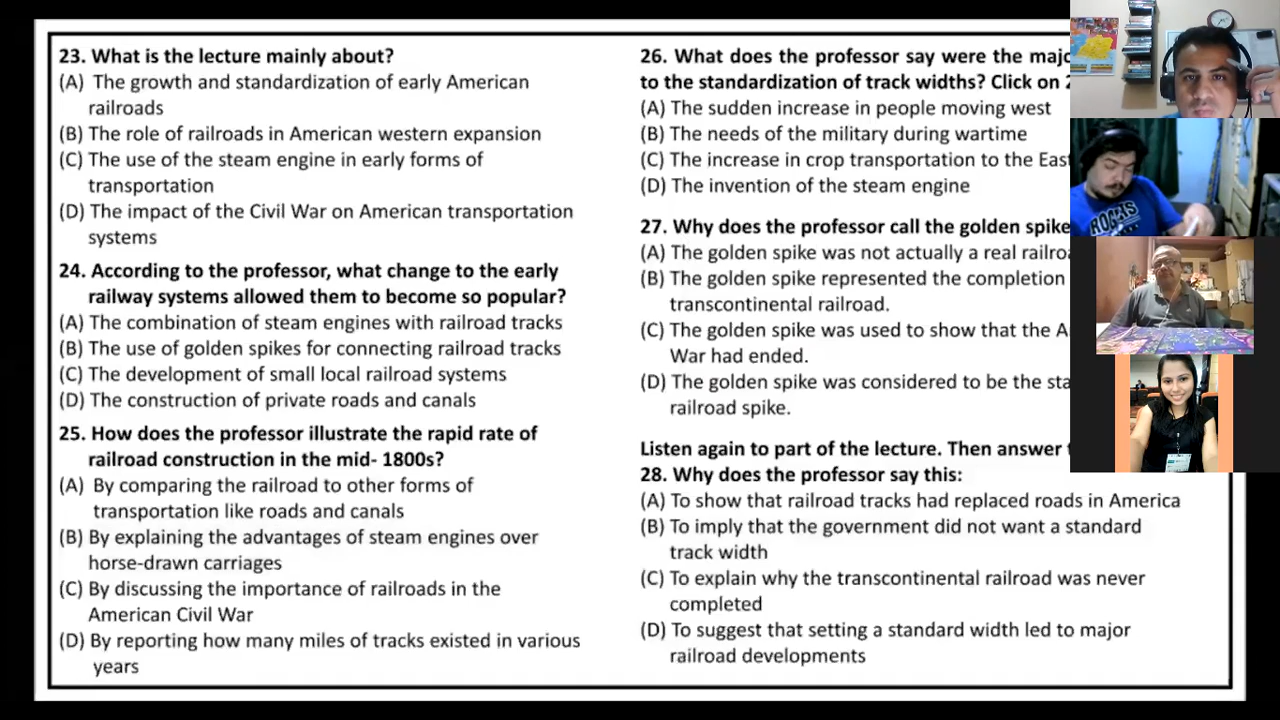 23. What is the lecture mainly about?
(A) The growth and standardization of early American
railroads
(B) The role of railroads in American western expansion
(C) The use of the steam engine in early forms of
transportation
(D) The impact of the Civil War on American transportation
systems
24. According to the professor, what change to the early
railway systems allowed them to become so popular?
(A) The combination of steam engines with railroad tracks
(B) The use of golden spikes for connecting railroad tracks
(C) The development of small local railroad systems
(D) The construction of private roads and canals
25. How does the professor illustrate the rapid rate of
railroad construction in the mid- 1800s?
(A) By comparing the railroad to other forms of
transportation like roads and canals
(B) By explaining the advantages of steam engines over
horse-drawn carriages
(C) By discussing the importance of railroads in the
American Civil War
(D) By reporting how many miles of tracks existed in various
years
26. What does the professor say were the
to the standardization of track widths? Click on
(A) The sudden increase in people moving west
(B) The needs of the military during wartime
(C) The increase in crop transportation to the East
(D) The invention of the steam engine
27. Why does the professor call the golden spike
(A) The golden spike was not actually a real
(B) The golden spike represented the completion
transcontinental railroad.
(C) The golden spike was used to show that the
War had ended.
(D) The golden spike was considered to be the
railroad spike.
Listen again to part of the lecture. Then answer
28. Why does the professor say this:
(A) To show that railroad tracks had replaced roads in America
(B) To imply that the government did not want a standard
track width
(C) To explain why the transcontinental railroad was never
completed
(D) To suggest that setting a standard width led to major
railroad developments